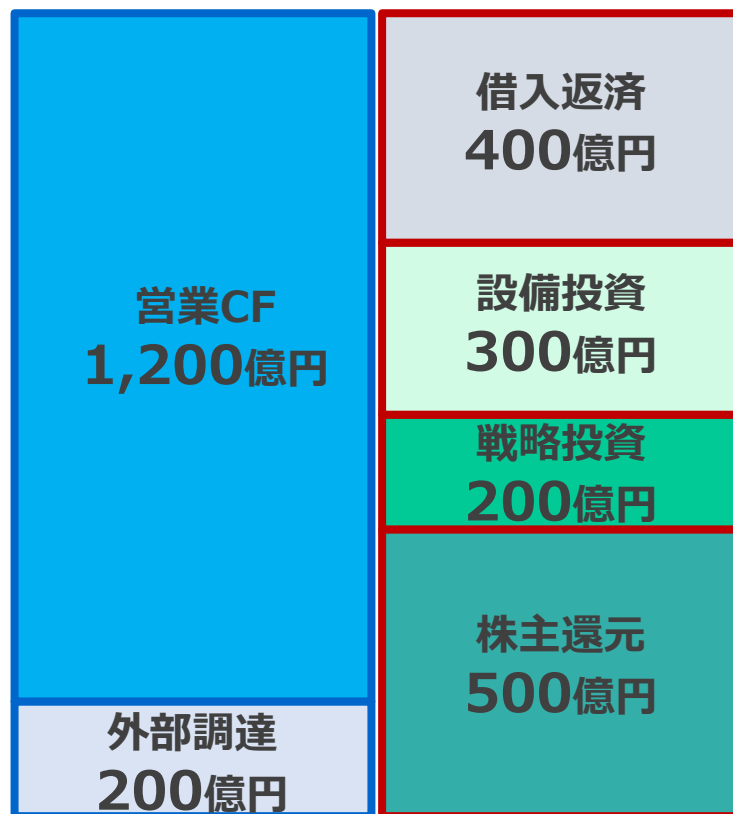 営業CF
1,200億円
外部調達
200億円
借入返済
400億円
設備投資
300億円
戦略投資
200億円
株主還元
500億円